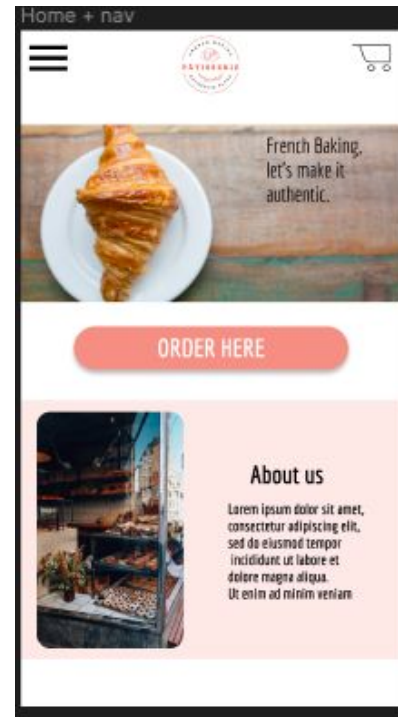 Home + nav
PATISSERIE
French Baking,
let's make it
authentic.
ORDER HERE
About us
Lorem ipsum dolor sit amet,
consectetur adipiscing elit,
sed do eiusmod tempor
incididunt ut labore et
dolore magna aliqua.
Ut enim ad minim veniam